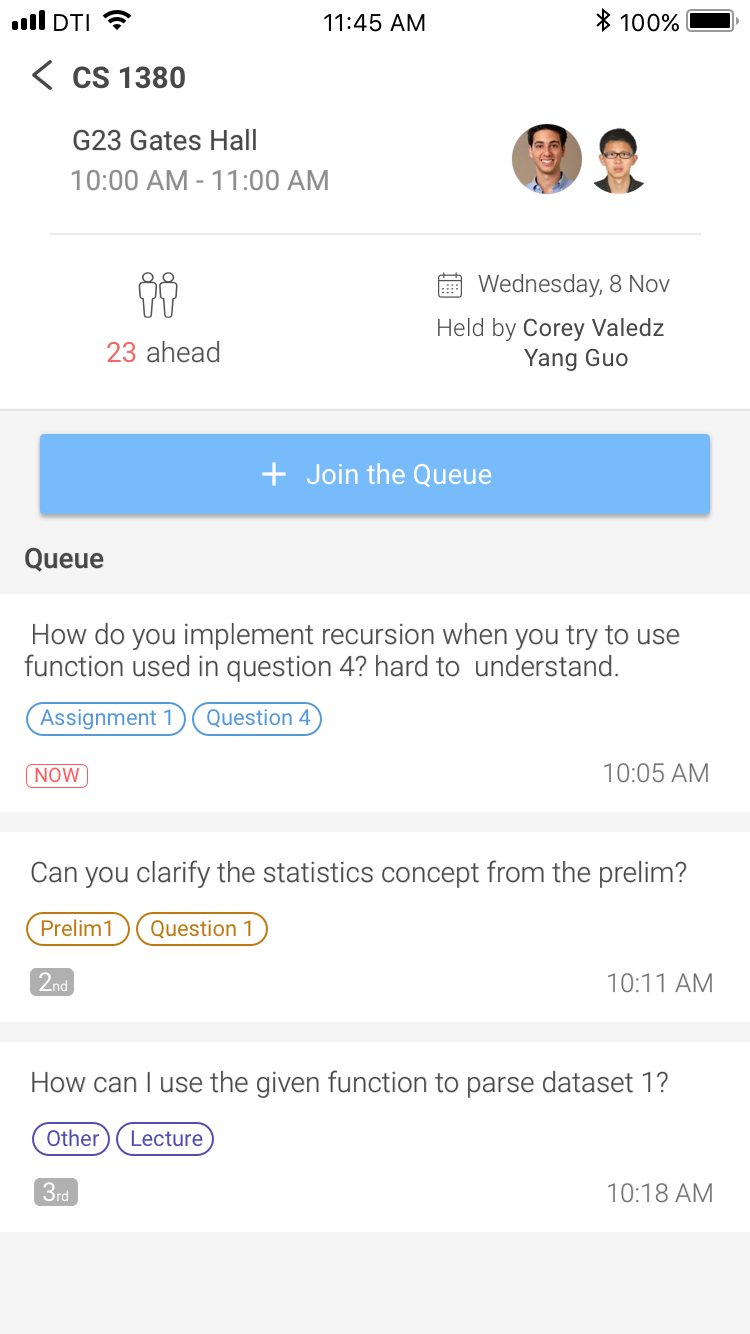 DTI 11:45 AM 100%
CS 1380
G23 Gates Hall
10:00 AM - 11:00 AM
Wednesday, 8 Nov
Held by Corey Valedz
Yang Guo
23 ahead
+ Join the Queue
Queue
How do you implement recursion when you try to use
function used in question 4? hard to understand.
Assignment 1 Question 4
NOW 10:05 AM
Can you clarify the statistics concept from the prelim?
Prelim1 Question 1
2nd 10:11 AM
How can I use the given function to parse dataset 1?
Other Lecture
3rd 10:18 AM